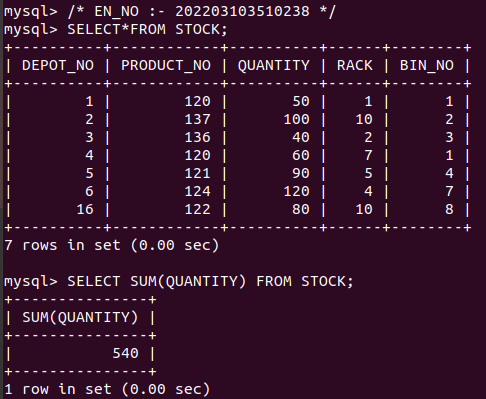 mysql> /* EN_NO :- 202203103510238 */
mysql> SELECT*FROM STOCK;
+----------+------------+----------+------+--------+
| DEPOT_NO | PRODUCT_NO | QUANTITY | RACK | BIN_NO |
+----------+------------+----------+------+--------+
|        1 |        120 |       50 |    1 |      1 |
|        2 |        137 |      100 |   10 |      2 |
|        3 |        136 |       40 |    2 |      3 |
|        4 |        120 |       60 |    7 |      1 |
|        5 |        121 |       90 |    5 |      4 |
|        6 |        124 |      120 |    4 |      7 |
|       16 |        122 |       80 |   10 |      8 |
+----------+------------+----------+------+--------+
7 rows in set (0.00 sec)

mysql> SELECT SUM(QUANTITY) FROM STOCK;
+---------------+
| SUM(QUANTITY) |
+---------------+
|           540 |
+---------------+
1 row in set (0.00 sec)